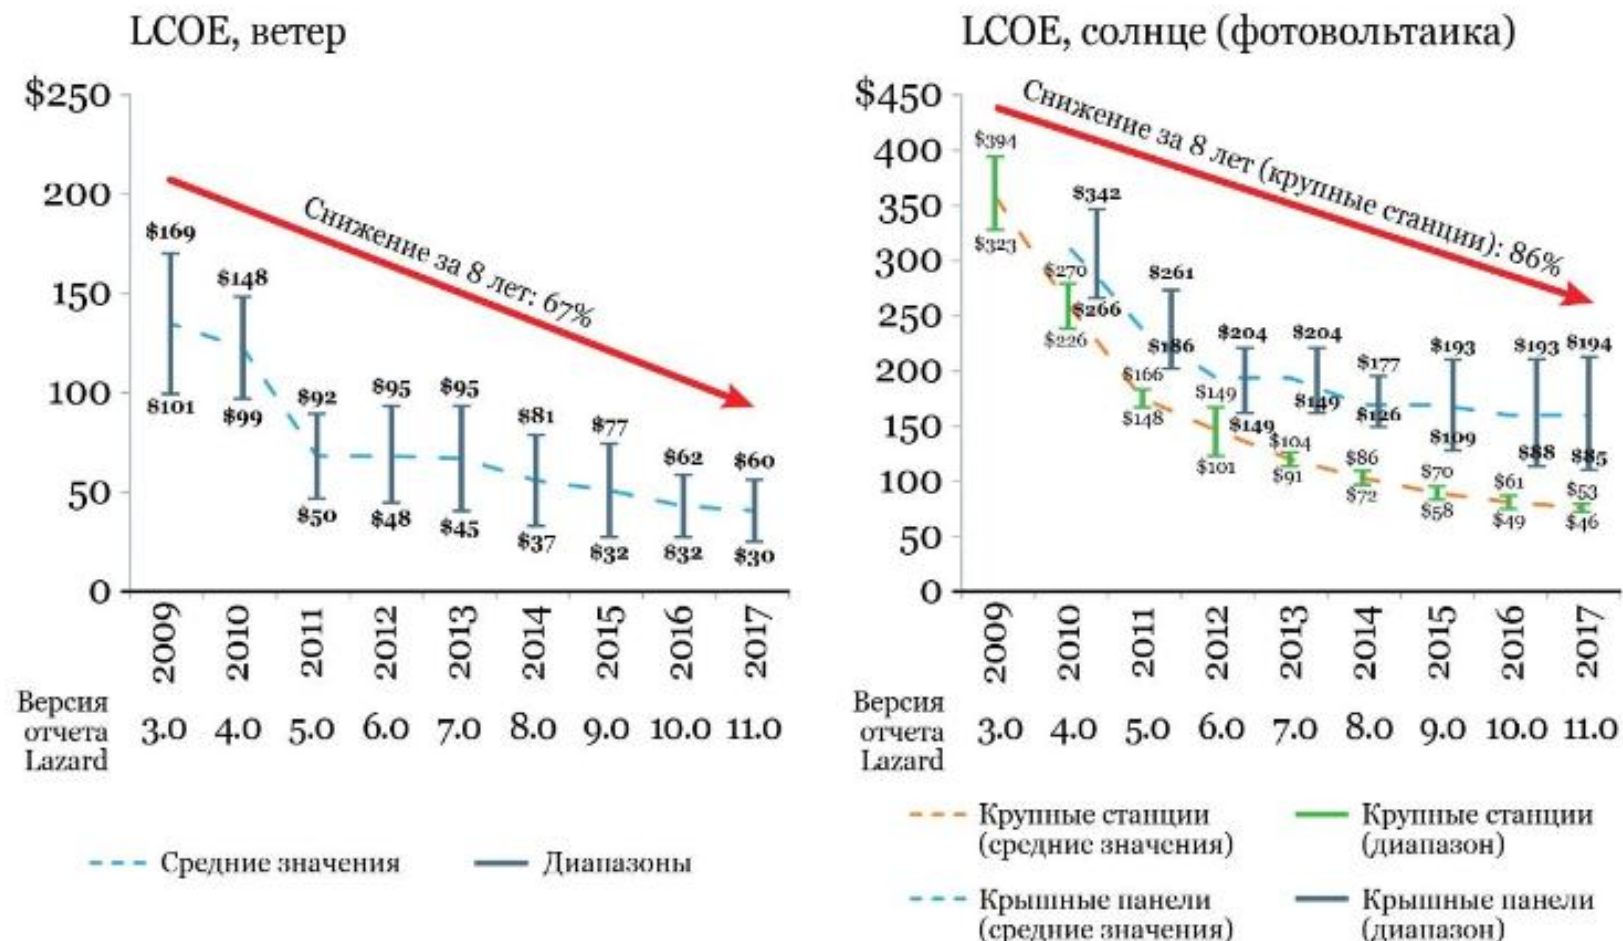 LCOE, ветер
$250
200
150
100
50
0
Снижение за 8 лет: 67%
$169
$101
$148
$99
$92
$50
$95
$48
$95
$45
$81
$37
$77
$32
$62
$32
$60
$30
2009 2010 2011 2012 2013 2014 2015 2016 2017
Версия
отчета
Lazard
3.0 4.0 5.0 6.0 7.0 8.0 9.0 10.0 11.0
Средние значения
Диапазоны
LCOE, солнце (фотовольтаика)
$450
400
350
300
250
200
150
100
50
0
Снижение за 8 лет (крупные станции): 86%
$394
$323
$270
$226
$342
$266
$166
$148
$261
$186
$149
$101
$204
$149
$104
$91
$204
$149
$86
$72
$177
$126
$70
$58
$193
$109
$61
$49
$193
$88
$53
$46
$194
$85
2009 2010 2011 2012 2013 2014 2015 2016 2017
Версия
отчета
Lazard
3.0 4.0 5.0 6.0 7.0 8.0 9.0 10.0 11.0
Крупные станции
(средние значения)
Крупные станции
(диапазон)
Крышные панели
(средние значения)
Крышные панели
(диапазон)